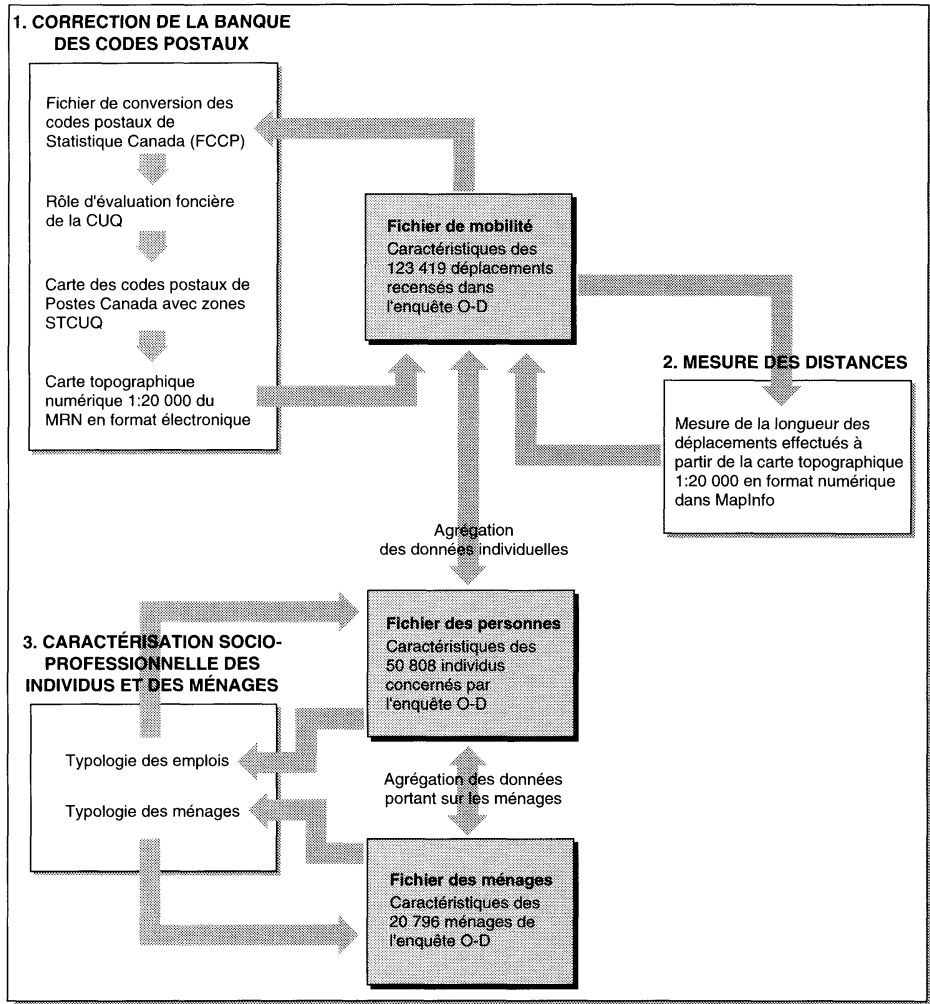 1. CORRECTION DE LA BANQUE
DES CODES POSTAUX
Fichier de conversion des
codes postaux de
Statistique Canada (FCCP)
Rôle d'évaluation foncière
de la CUQ
Carte des codes postaux de
Postes Canada avec zones
STCUQ
Carte topographique
numérique 1:20 000 du
MRN en format électronique
Fichier de mobilité
Caractéristiques des
123 419 déplacements
recensés dans
l'enquête O-D
2. MESURE DES DISTANCES
Mesure de la longueur des
déplacements effectués à
partir de la carte topographique
1:20 000 en format numérique
dans MapInfo
Agrégation
des données individuelles
Fichier des personnes
Caractéristiques des
50 808 individus
concernés par
l'enquête O-D
3. CARACTÉRISATION SOCIO-
PROFESSIONNELLE DES
INDIVIDUS ET DES MÉNAGES
Typologie des emplois
Typologie des ménages
Agrégation des données
portant sur les ménages
Fichier des ménages
Caractéristiques des
20 796 ménages de
l'enquête O-D